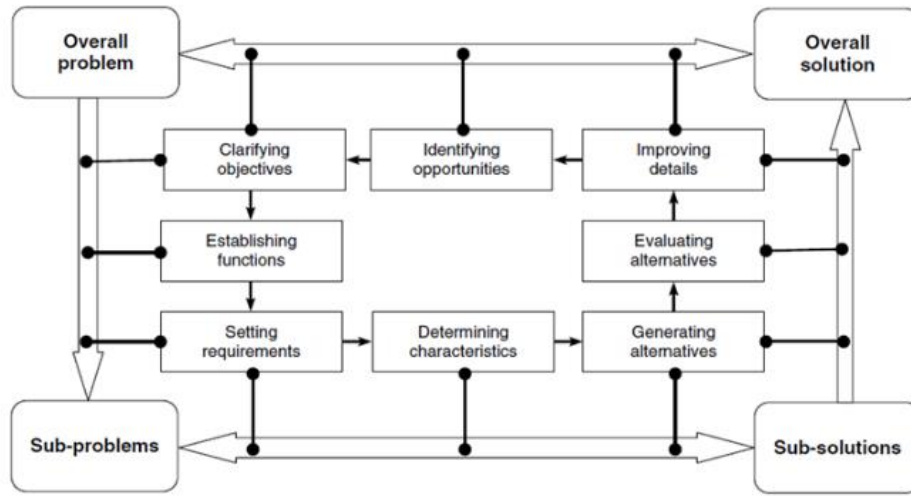 Overall
problem
Overall
solution
Clarifying
objectives
Identifying
opportunities
Improving
details
Establishing
functions
Evaluating
alternatives
Setting
requirements
Determining
characteristics
Generating
alternatives
Sub-problems
Sub-solutions